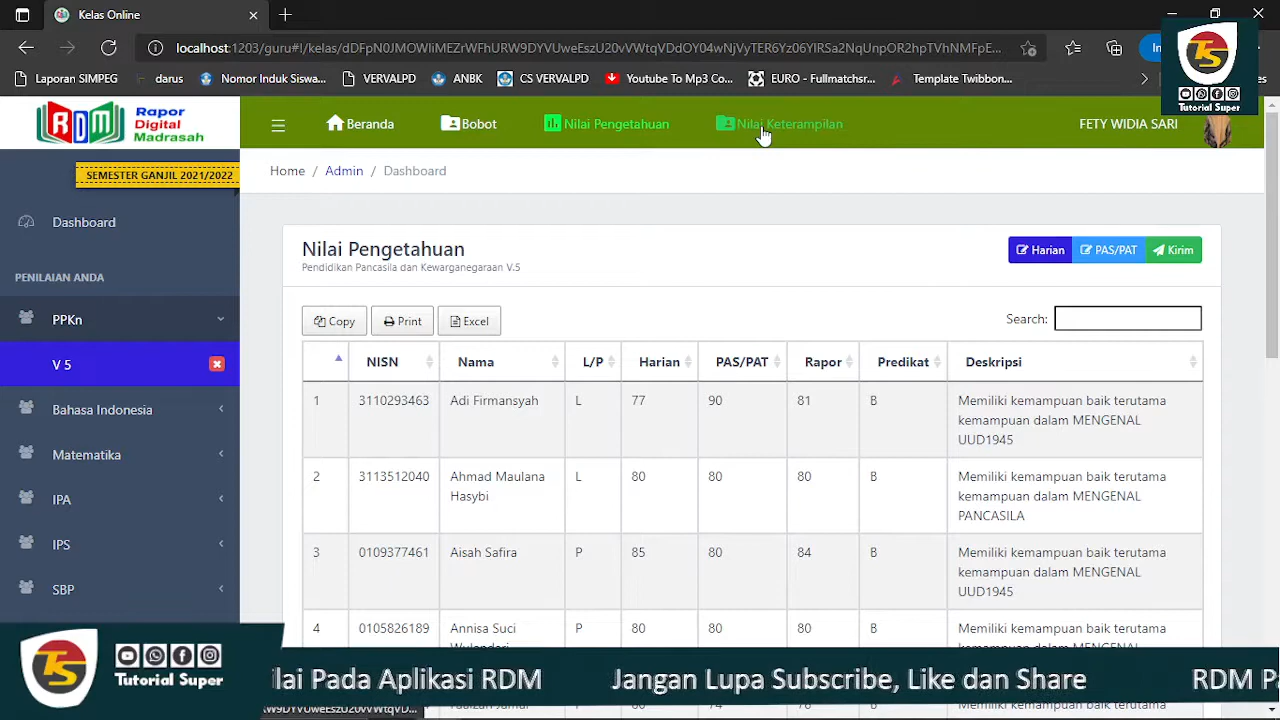 Kelas Online
localhost:1203/guru#!/kelas/
Laporan SIMPEG
darus
Nomor Induk Siswa...
VERVALPD
ANBK
CS VERVALPD
Youtube To Mp3 Co...
EURO - Fullmatchsr...
Template Twibbon...
Tutorial Super
RDM
Rapor
Digital
Madrasah
Beranda
Bobot
Nilai Pengetahuan
Nilai Keterampilan
FETY WIDIA SARI
SEMESTER GANJIL 2021/2022
Home / Admin / Dashboard
Dashboard
PENILAIAN ANDA
PPKn
V 5
Bahasa Indonesia
Matematika
IPA
IPS
SBP
Nilai Pengetahuan
Pendidikan Pancasila dan Kewarganegaraan V.5
Harian
PAS/PAT
Kirim
Copy
Print
Excel
Search:
NISN Nama L/P Harian PAS/PAT Rapor Predikat Deskripsi
1 3110293463 Adi Firmansyah L 77 90 81 B Memiliki kemampuan baik terutama
kemampuan dalam MENGENAL
UUD1945
2 3113512040 Ahmad Maulana L 80 80 80 B Memiliki kemampuan baik terutama
Hasybi kemampuan dalam MENGENAL
PANCASILA
3 0109377461 Aisah Safira P 85 80 84 B Memiliki kemampuan baik terutama
kemampuan dalam MENGENAL
UUD1945
4 0105826189 Annisa Suci P 80 80 80 B Memiliki kemampuan baik terutama
TS
Tutorial Super
ilai Pada Aplikasi RDM
Jangan Lupa Subscribe, Like dan Share
RDM Pa